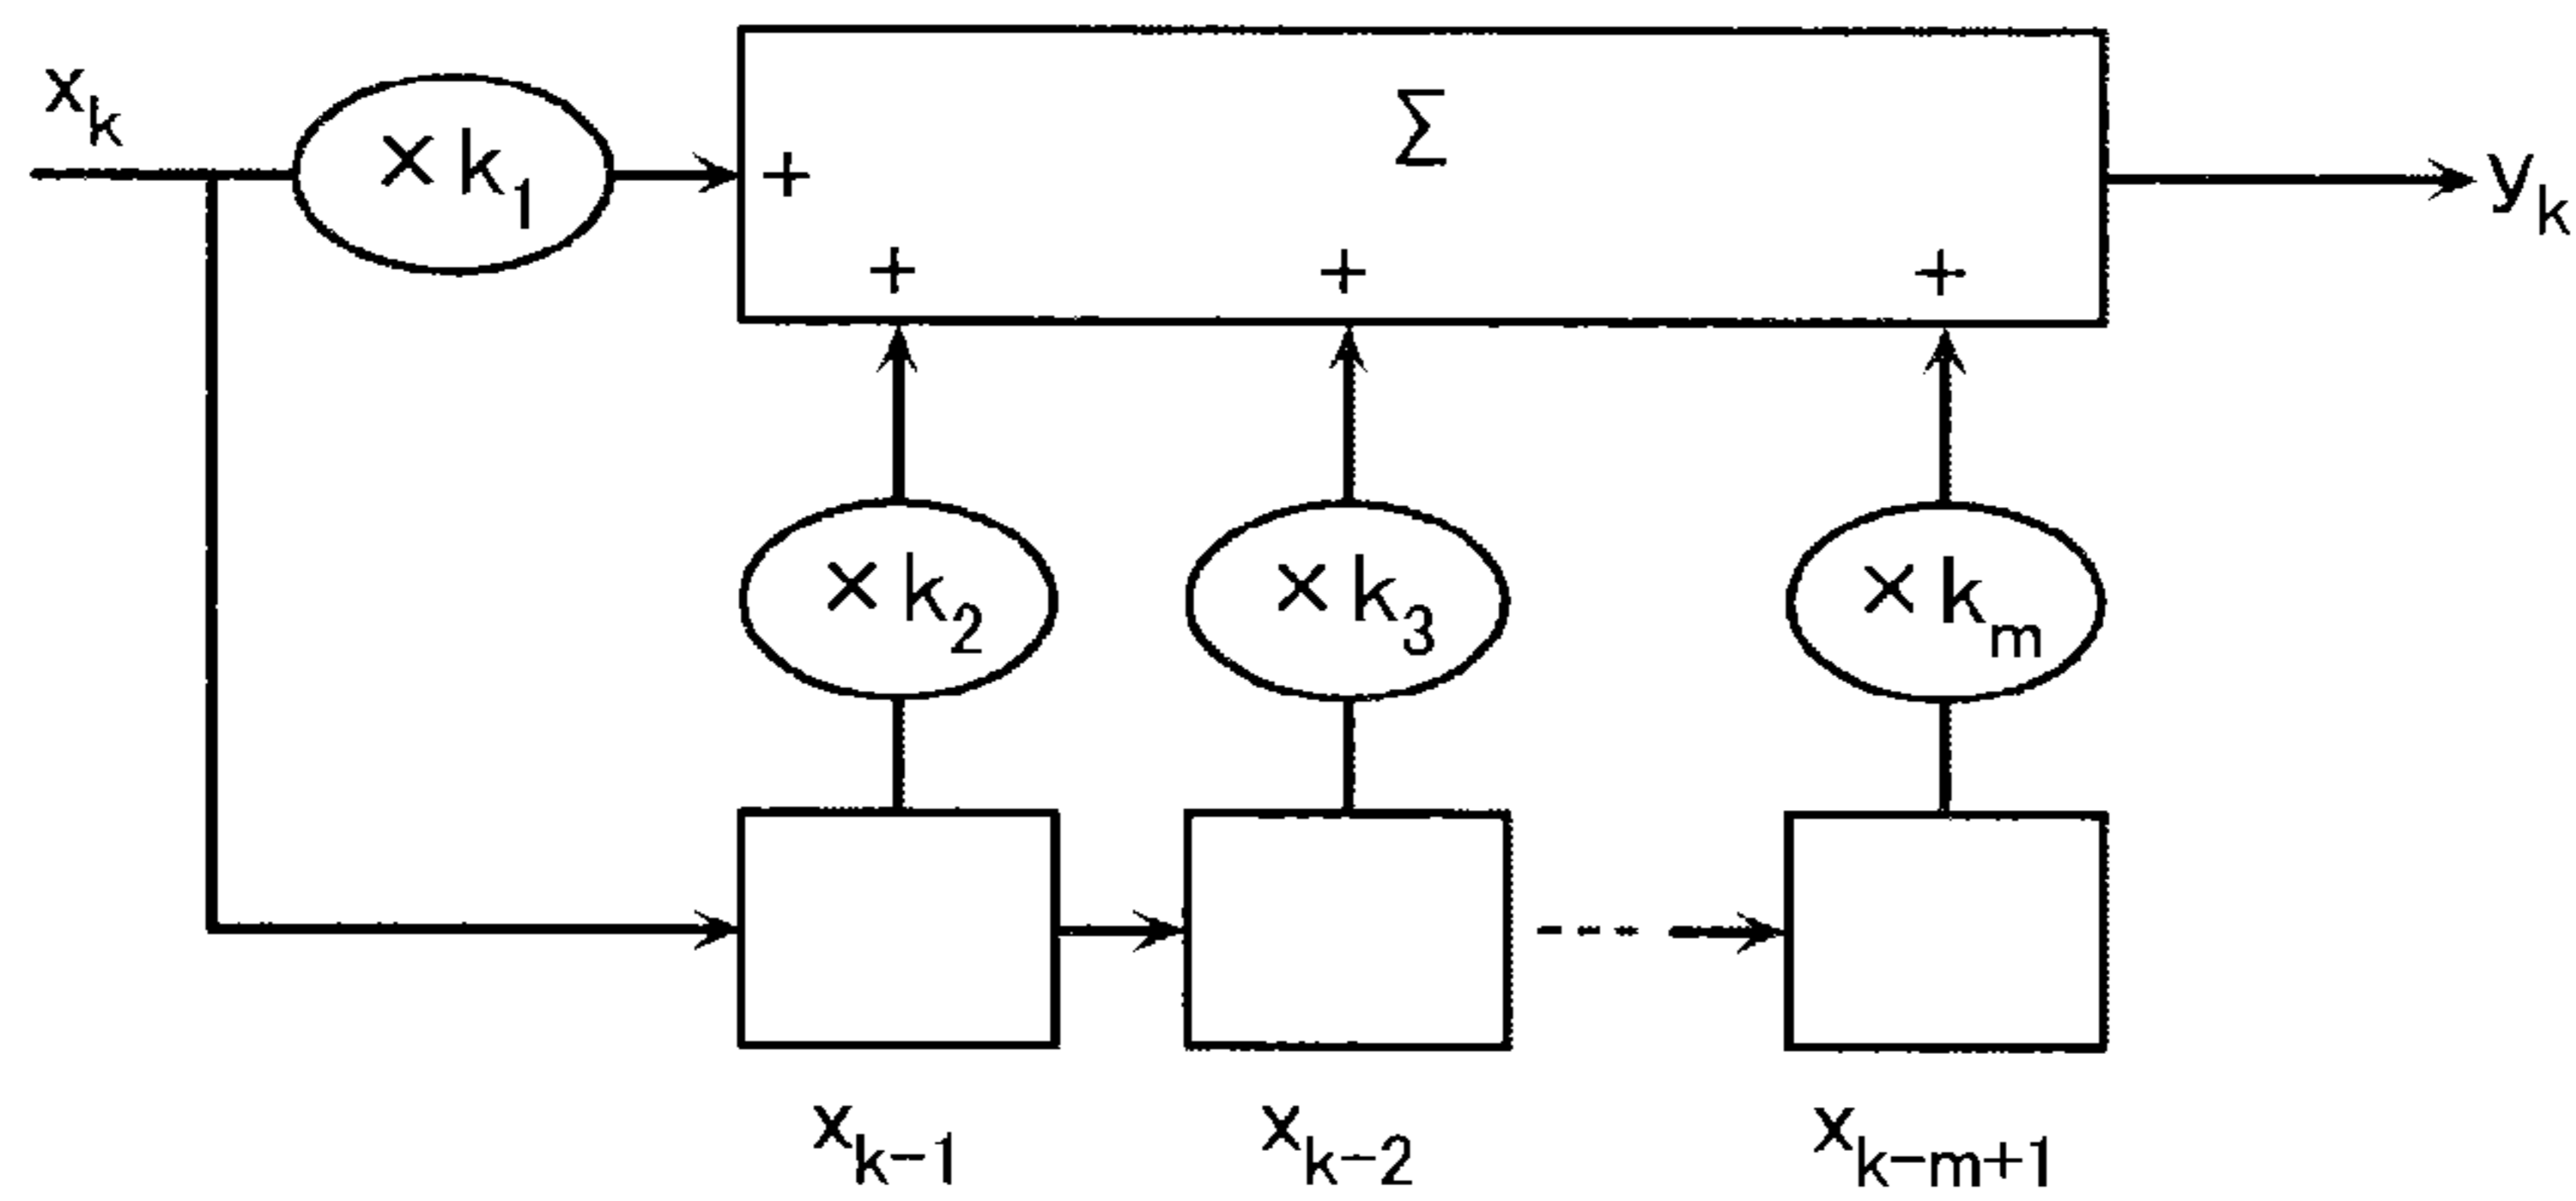 x_k
× k_1
+
Σ
y_k
+ + +
× k_2
× k_3
× k_m
x_{k-1}
x_{k-2}
x_{k-m+1}